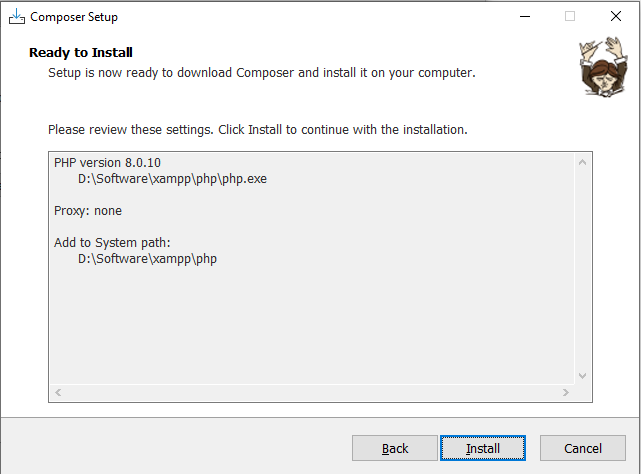 Composer Setup
Ready to Install
Setup is now ready to download Composer and install it on your computer.
Please review these settings. Click Install to continue with the installation.
PHP version 8.0.10
D:\Software\xampp\php\php.exe
Proxy: none
Add to System path:
D:\Software\xampp\php
Back
Install
Cancel